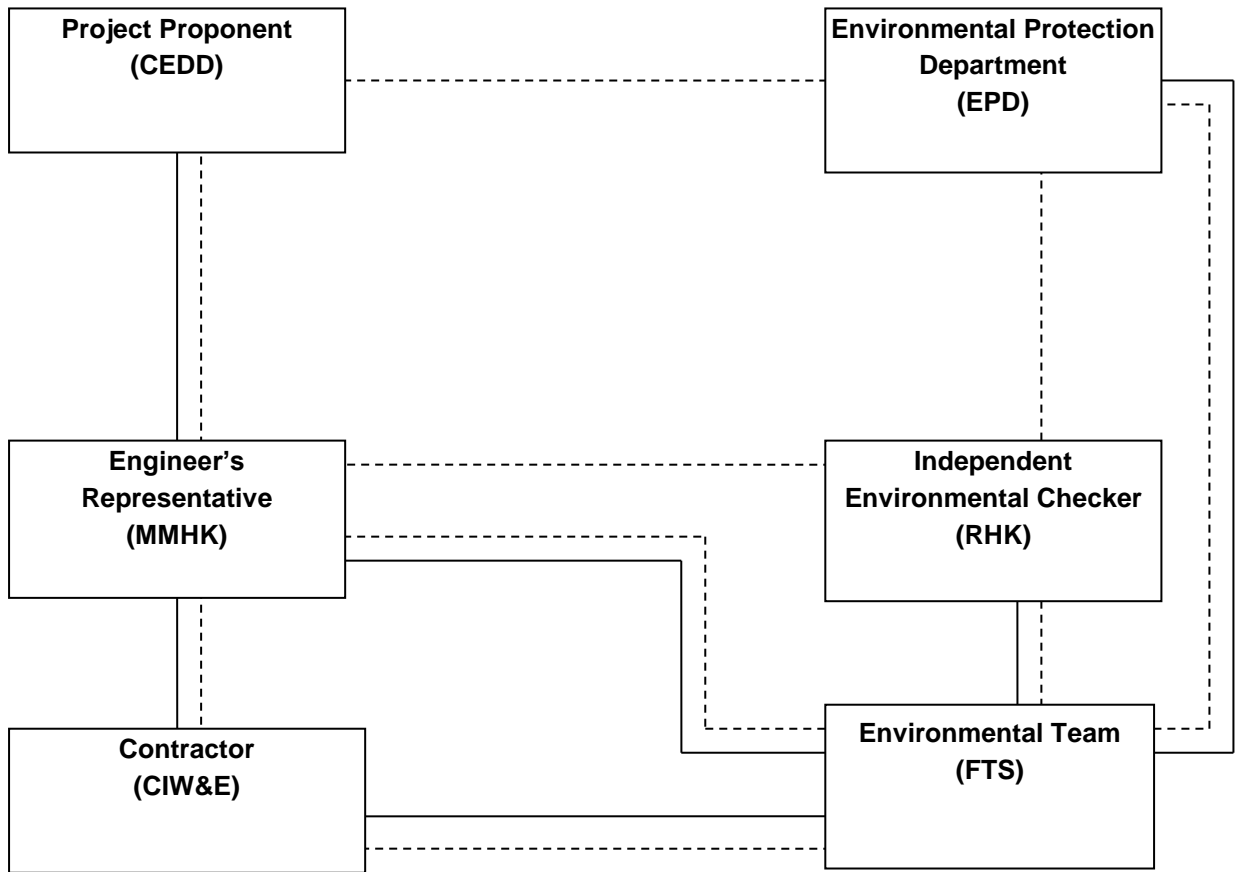 Project Proponent
(CEDD)
Environmental Protection
Department
(EPD)
Engineer’s
Representative
(MMHK)
Independent
Environmental Checker
(RHK)
Contractor
(CIW&E)
Environmental Team
(FTS)